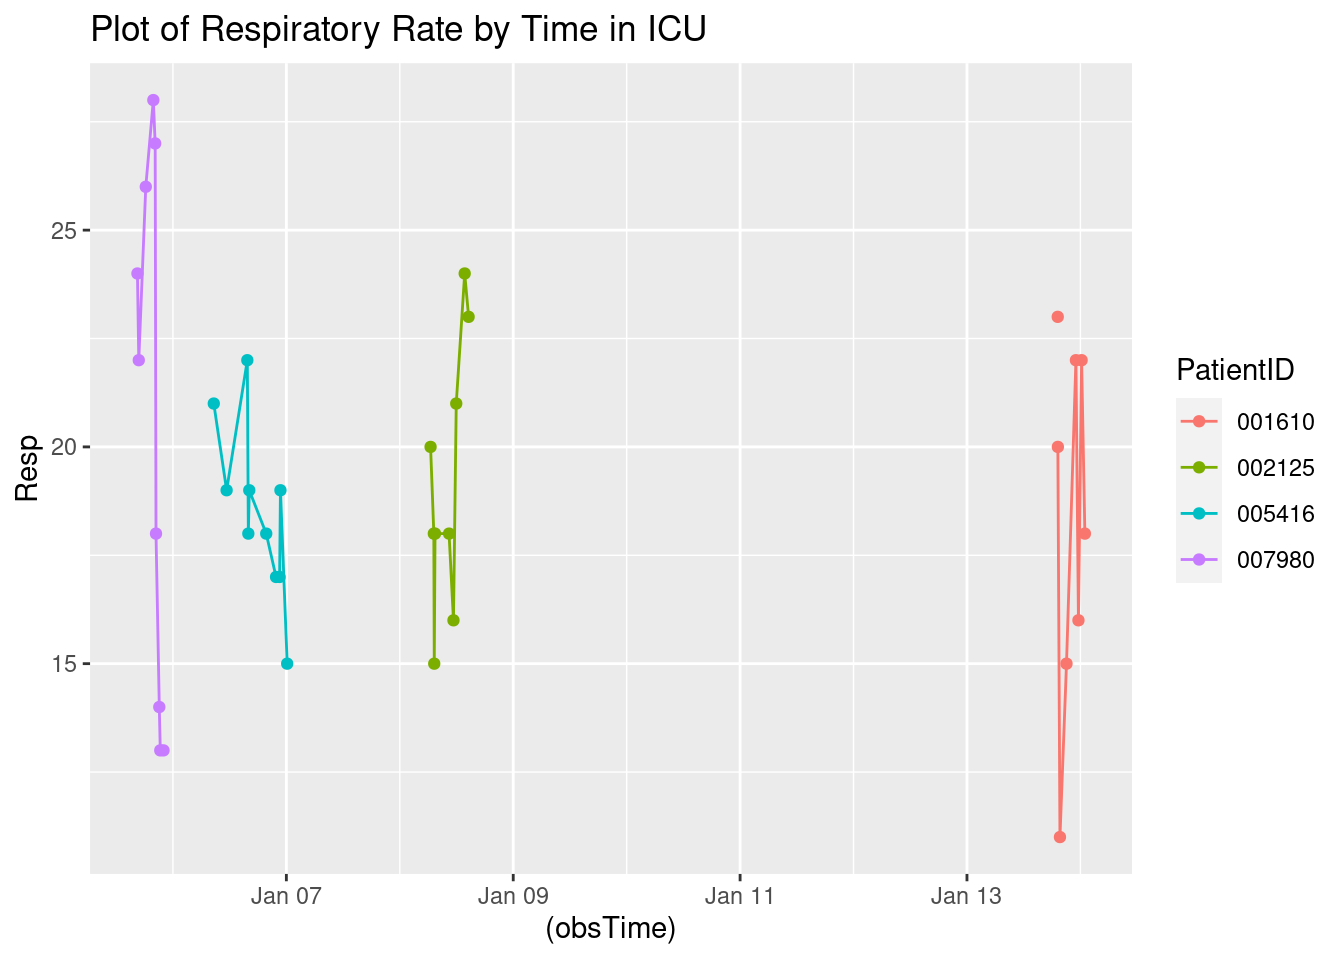 Plot of Respiratory Rate by Time in ICU
25
20
15
Resp
Jan 07
Jan 09
Jan 11
Jan 13
(obsTime)
PatientID
001610
002125
005416
007980